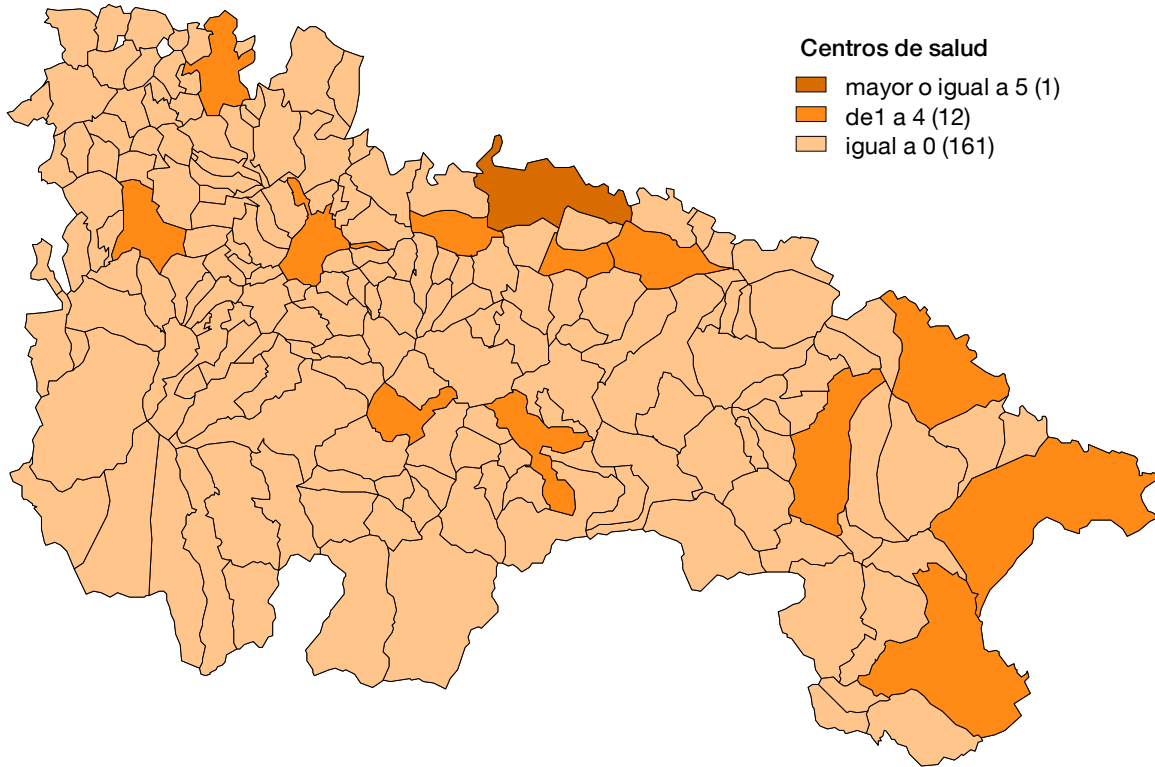 Centros de salud
mayor o igual a 5 (1)
de1 a 4 (12)
igual a 0 (161)